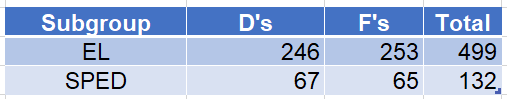 Subgroup D's F's Total
EL 246 253 499
SPED 67 65 132